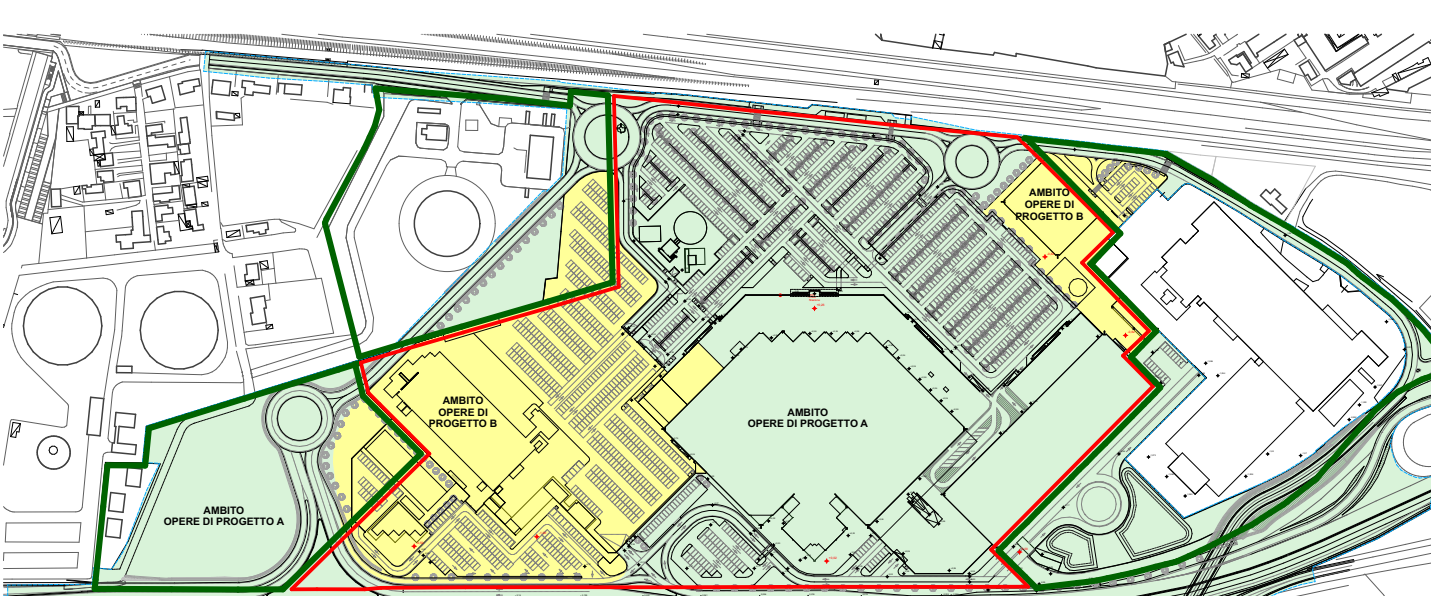 AMBITO
OPERE DI
PROGETTO B
AMBITO
OPERE DI
PROGETTO B
AMBITO
OPERE DI PROGETTO A
AMBITO
OPERE DI PROGETTO A